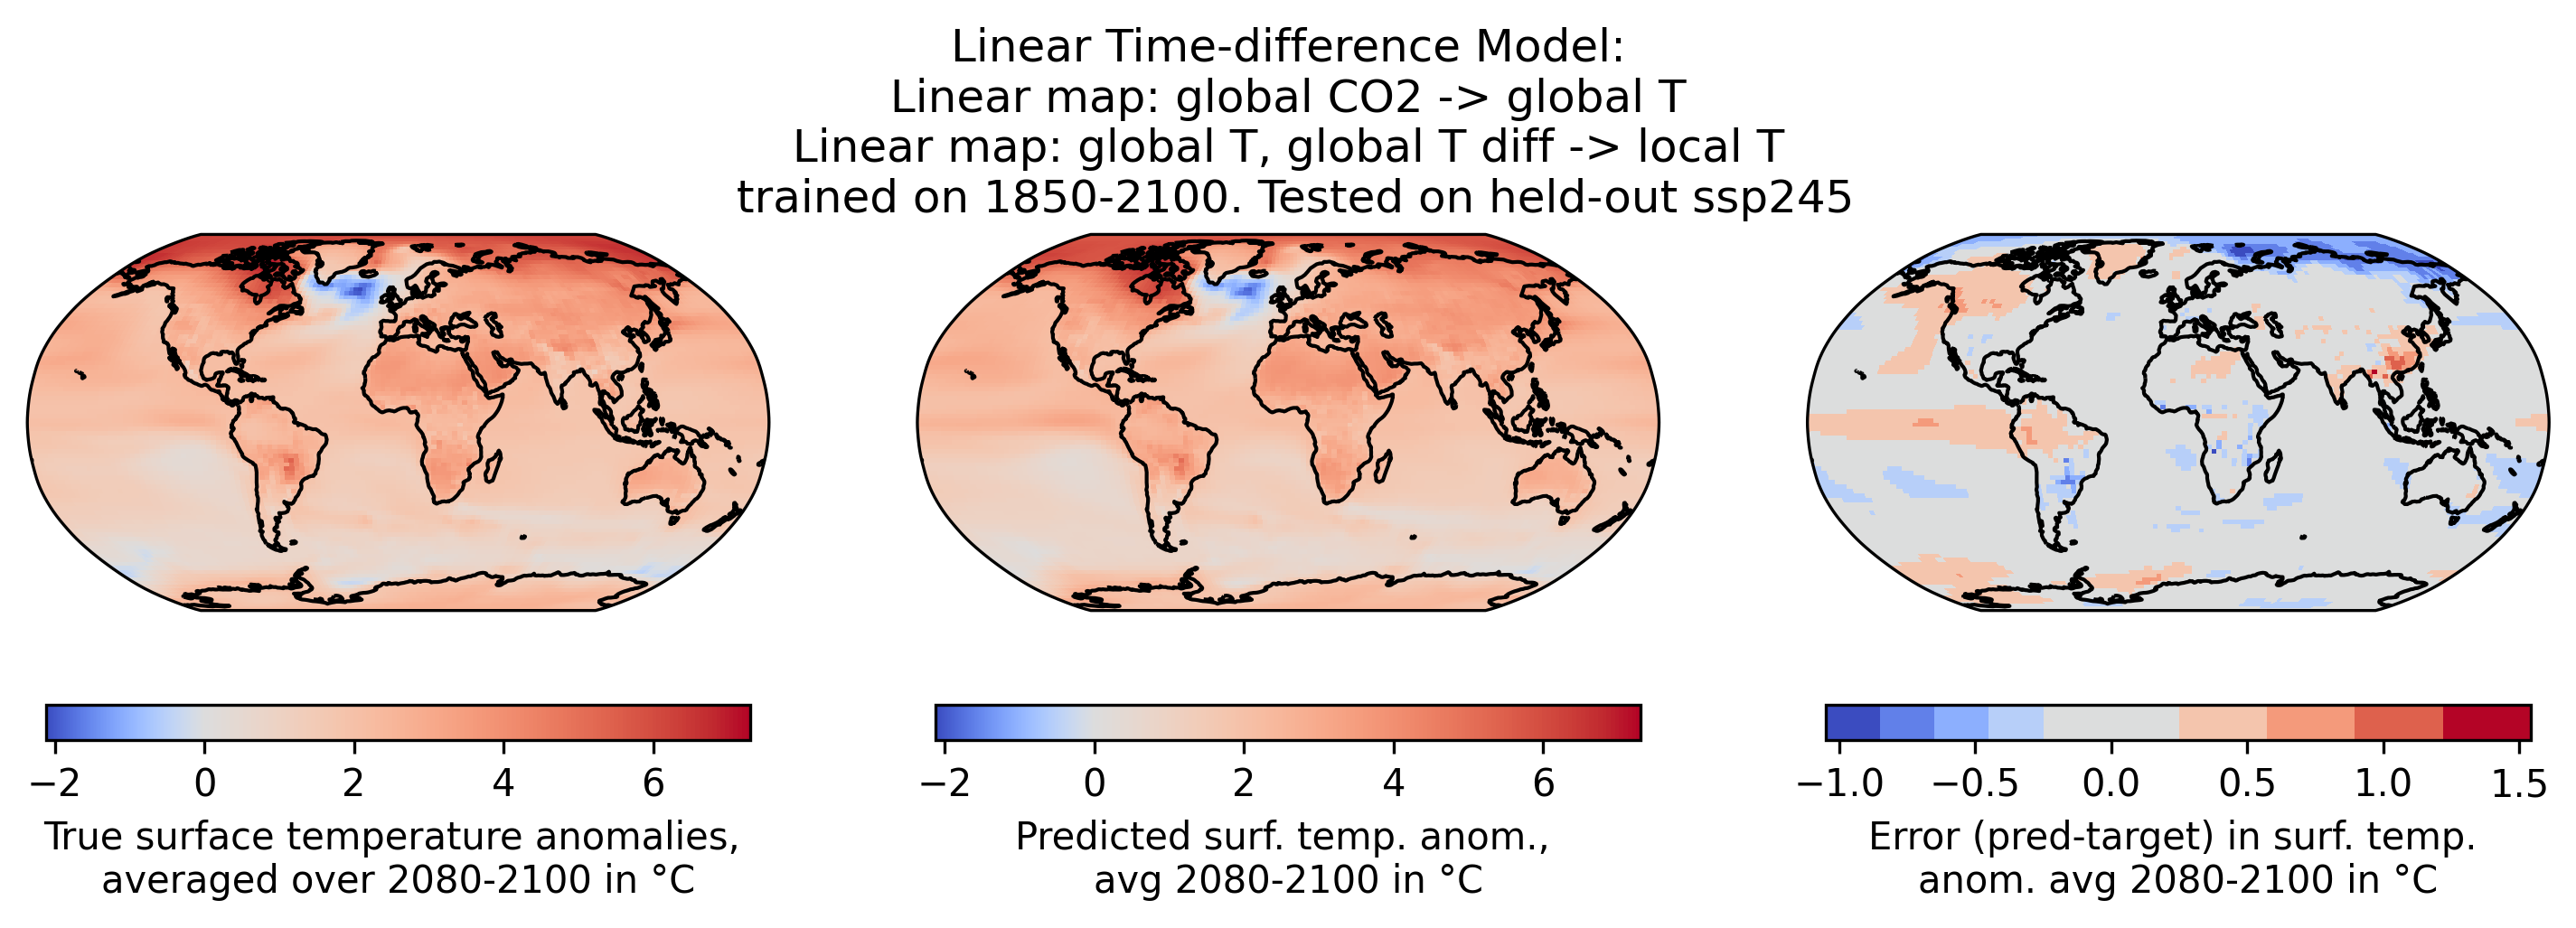 Linear Time-difference Model:
Linear map: global CO2 -> global T
Linear map: global T, global T diff -> local T
trained on 1850-2100. Tested on held-out ssp245
−2 0 2 4 6
True surface temperature anomalies,
averaged over 2080-2100 in °C
−2 0 2 4 6
Predicted surf. temp. anom.,
avg 2080-2100 in °C
−1.0 −0.5 0.0 0.5 1.0 1.5
Error (pred-target) in surf. temp.
anom. avg 2080-2100 in °C